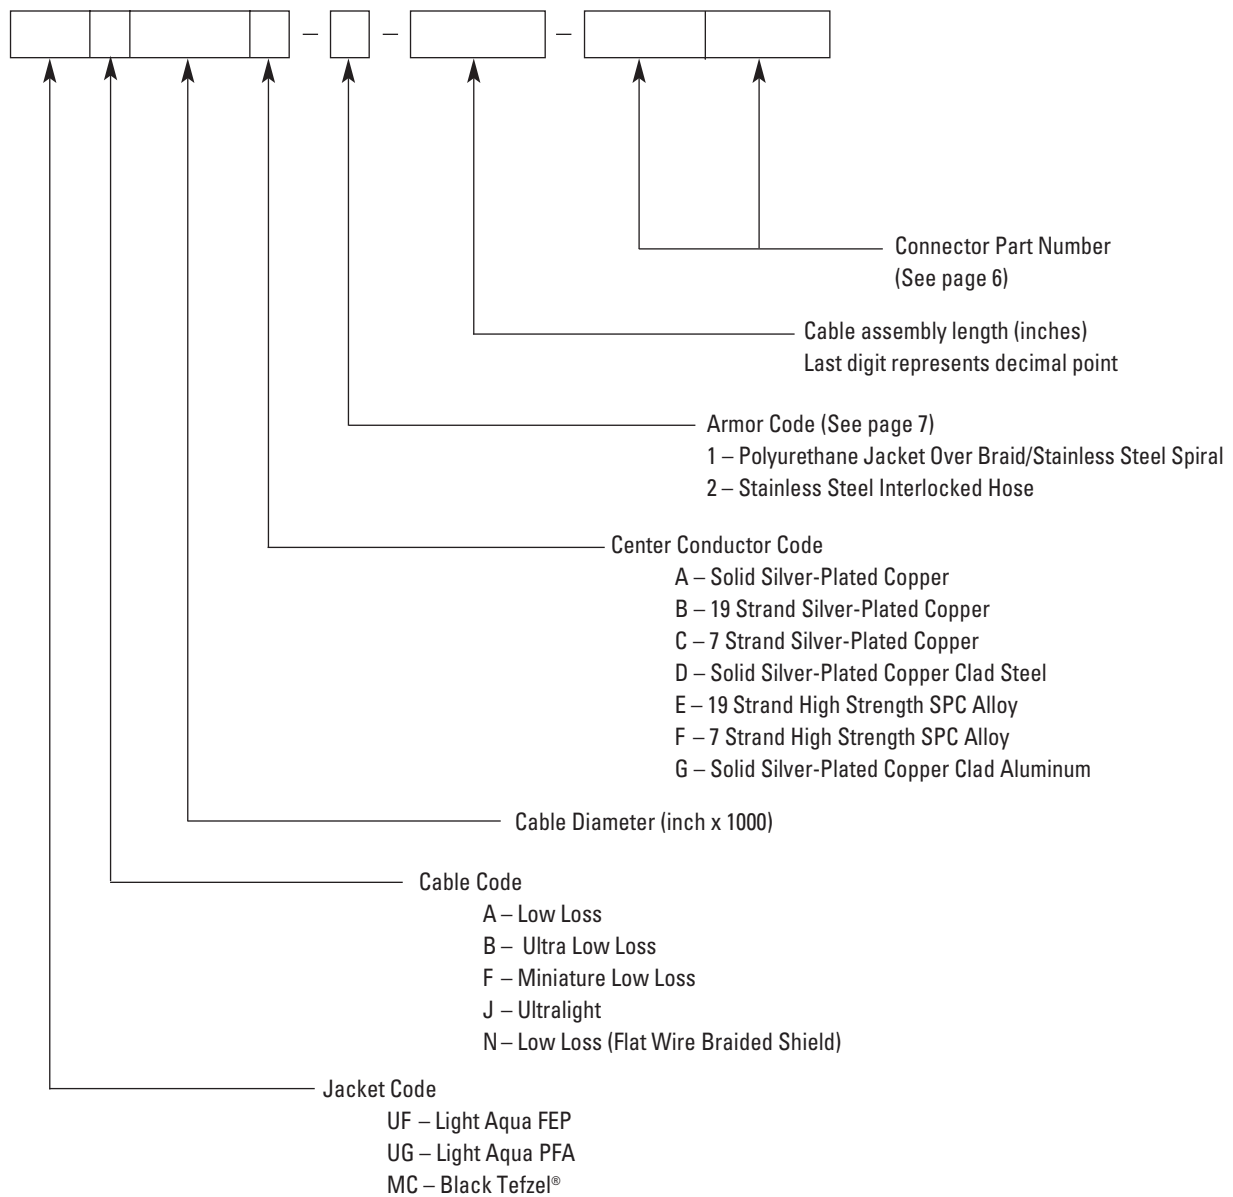 – – –
Connector Part Number
(See page 6)
Cable assembly length (inches)
Last digit represents decimal point
Armor Code (See page 7)
1 – Polyurethane Jacket Over Braid/Stainless Steel Spiral
2 – Stainless Steel Interlocked Hose
Center Conductor Code
A – Solid Silver-Plated Copper
B – 19 Strand Silver-Plated Copper
C – 7 Strand Silver-Plated Copper
D – Solid Silver-Plated Copper Clad Steel
E – 19 Strand High Strength SPC Alloy
F – 7 Strand High Strength SPC Alloy
G – Solid Silver-Plated Copper Clad Aluminum
Cable Diameter (inch x 1000)
Cable Code
A – Low Loss
B – Ultra Low Loss
F – Miniature Low Loss
J – Ultralight
N – Low Loss (Flat Wire Braided Shield)
Jacket Code
UF – Light Aqua FEP
UG – Light Aqua PFA
MC – Black Tefzel®